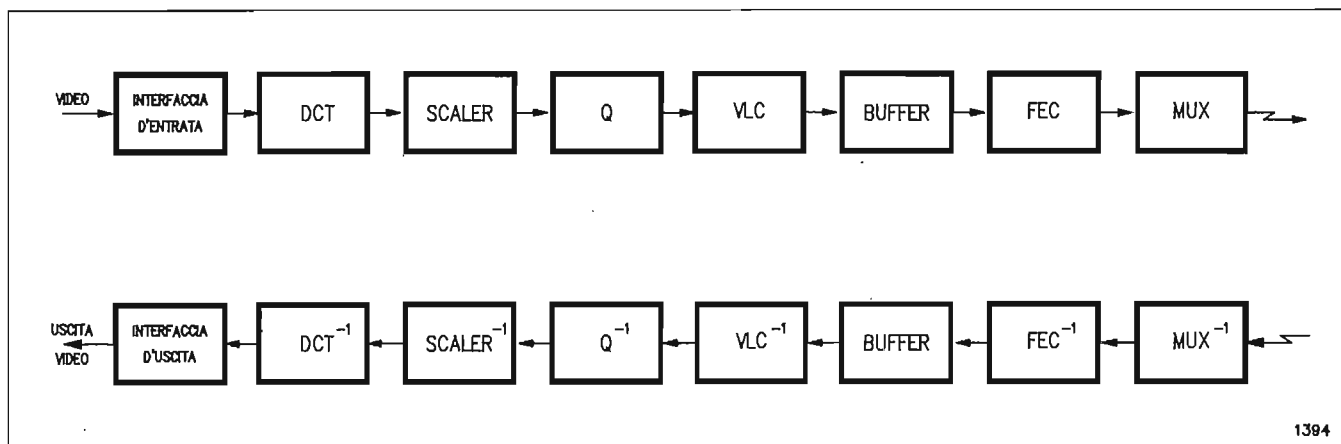 VIDEO
INTERFACCIA
D'ENTRATA
DCT
SCALER
Q
VLC
BUFFER
FEC
MUX
USCITA
VIDEO
INTERFACCIA
D'USCITA
DCT⁻¹
SCALER⁻¹
Q⁻¹
VLC⁻¹
BUFFER
FEC⁻¹
MUX⁻¹
1394